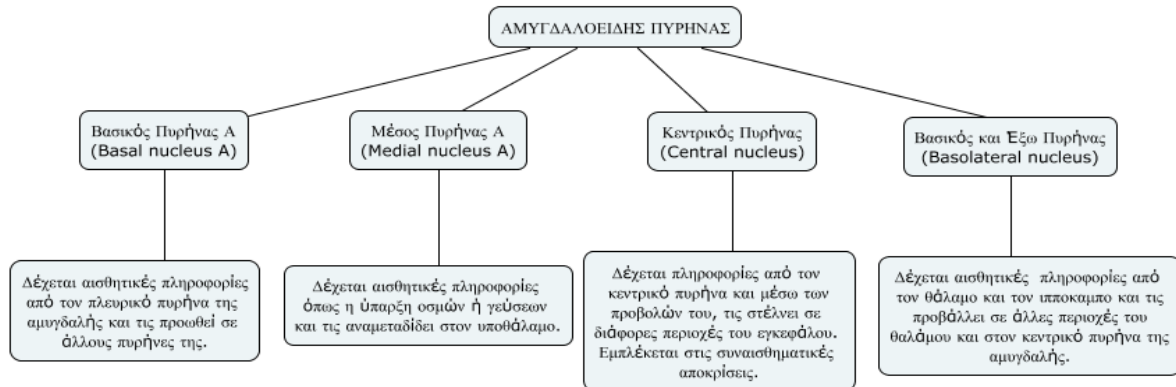 ΑΜΥΓΔΑΛΟΕΙΔΗΣ ΠΥΡΗΝΑΣ
Βασικός Πυρήνας Α
(Basal nucleus A)
Μέσος Πυρήνας Α
(Medial nucleus A)
Κεντρικός Πυρήνας
(Central nucleus)
Βασικός και Έξω Πυρήνας
(Basolateral nucleus)
Δέχεται αισθητικές πληροφορίες
από τον πλευρικό πυρήνα της
αμυγδαλής και τις προωθεί σε
άλλους πυρήνες της.
Δέχεται αισθητικές πληροφορίες
όπως η ύπαρξη οσμών ή γεύσεων
και τις αναμεταδίδει στον υποθάλαμο.
Δέχεται πληροφορίες από τον
κεντρικό πυρήνα και μέσω των
προβολών του, τις στέλνει σε
διάφορες περιοχές του εγκεφάλου.
Εμπλέκεται στις συναισθηματικές
αποκρίσεις.
Δέχεται αισθητικές πληροφορίες από
τον θάλαμο και τον ιπποκαμπο και τις
προβάλλει σε άλλες περιοχές του
θαλάμου και στον κεντρικό πυρήνα της
αμυγδαλής.